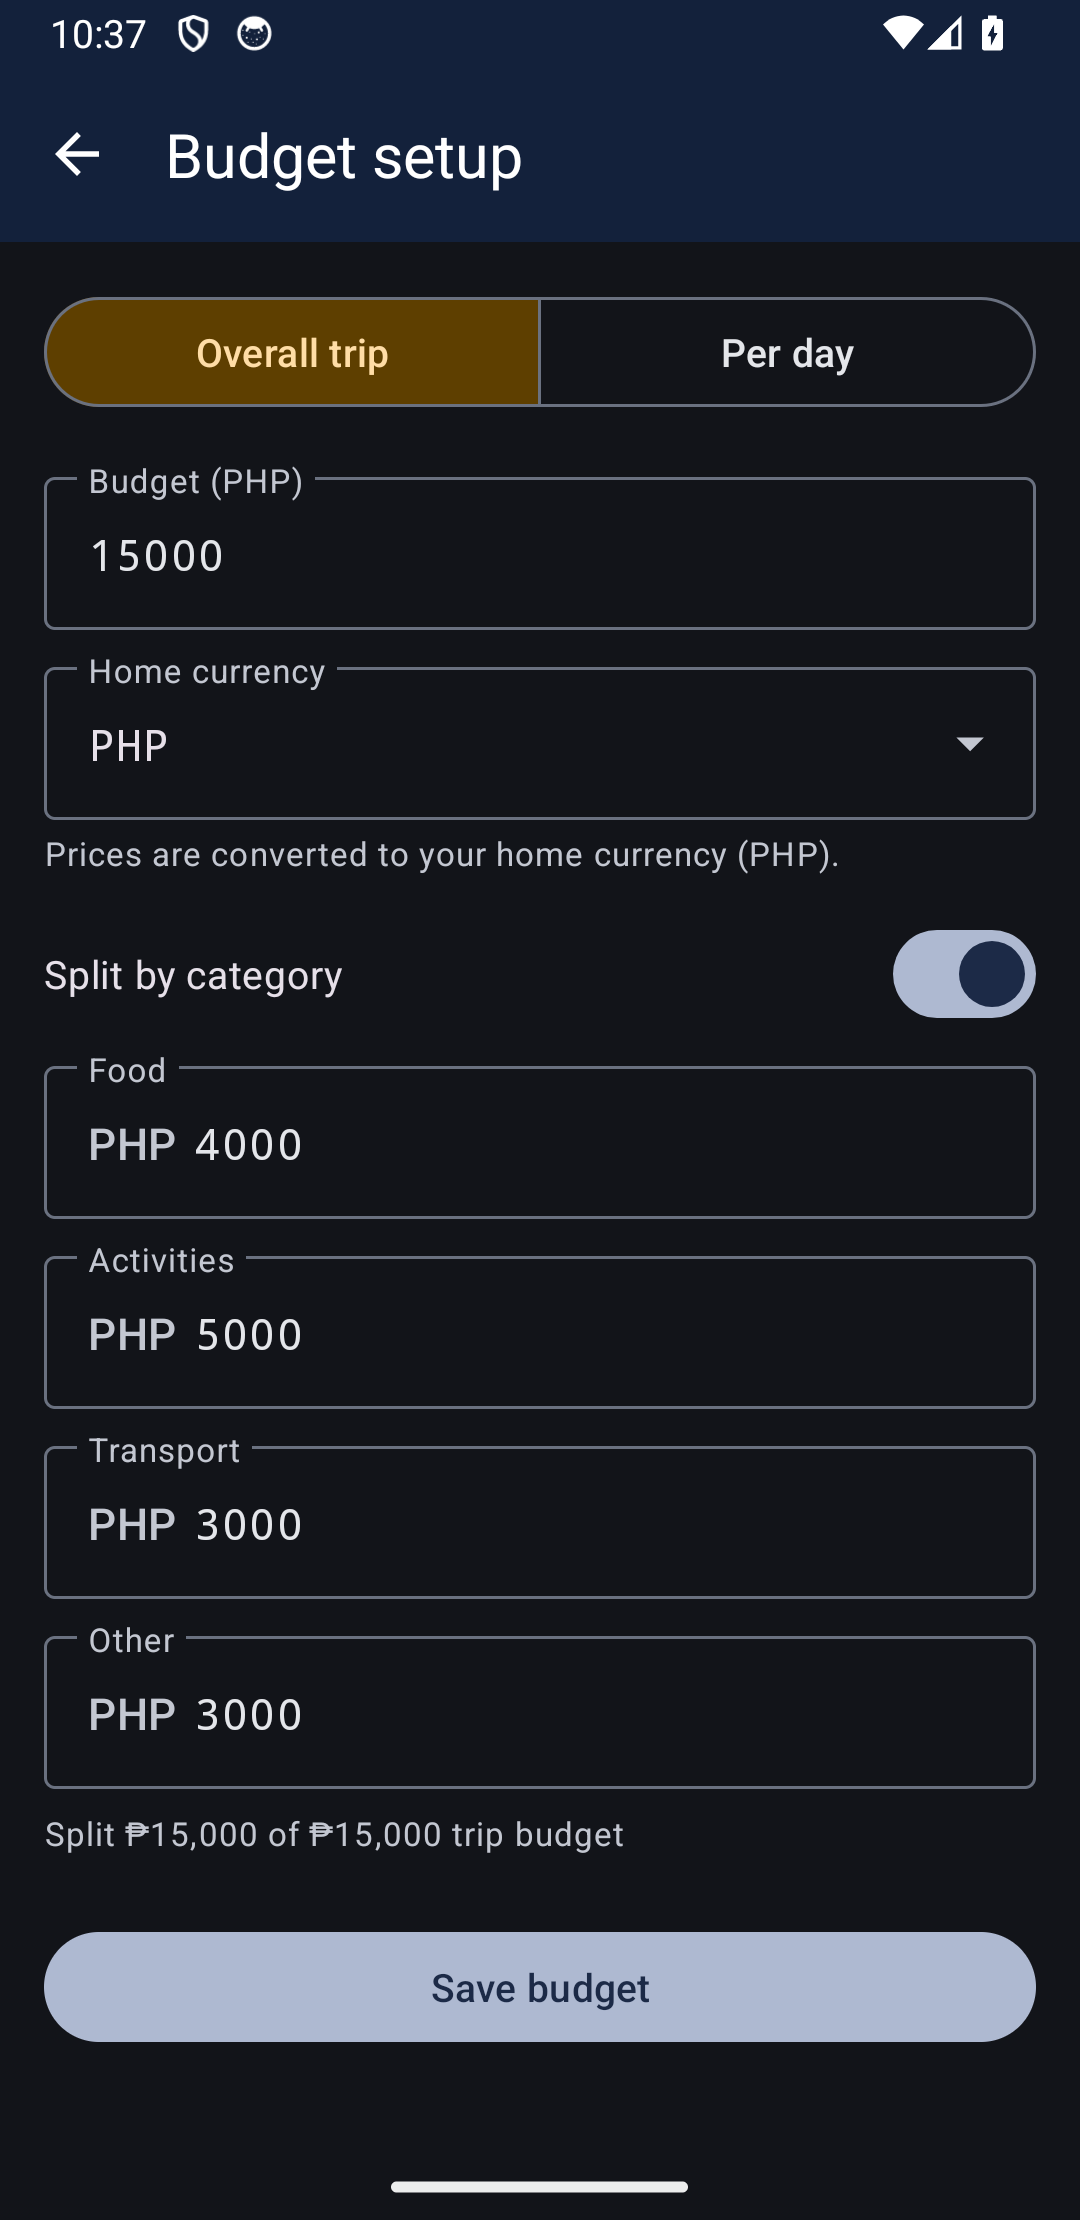 10:37
Budget setup
Overall trip
Per day
Budget (PHP)
15000
Home currency
PHP
Prices are converted to your home currency (PHP).
Split by category
Food
PHP 4000
Activities
PHP 5000
Transport
PHP 3000
Other
PHP 3000
Split ₱15,000 of ₱15,000 trip budget
Save budget